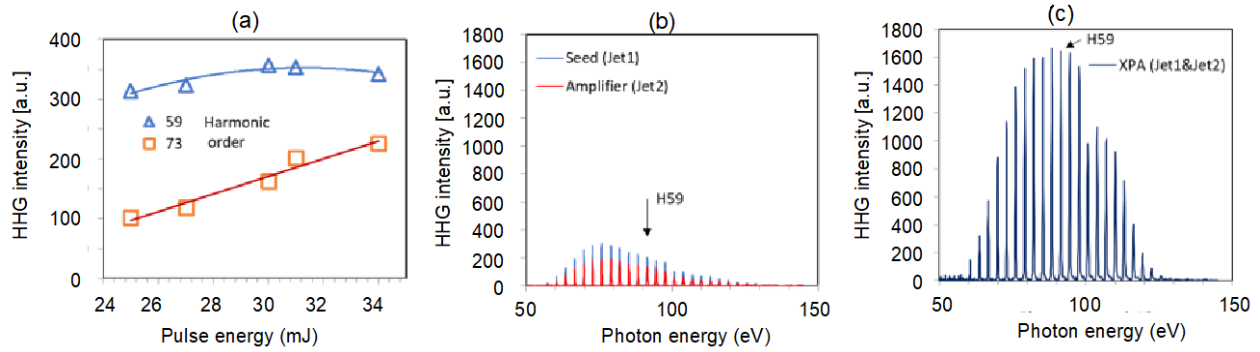 (a)
400
300
200
100
0
24 26 28 30 32 34
HHG intensity [a.u.]
Pulse energy (mJ)
59 Harmonic
73 order
(b)
1800
1600
1400
1200
1000
800
600
400
200
0
50 100 150
HHG intensity [a.u.]
Photon energy (eV)
Seed (Jet1)
Amplifier (Jet2)
H59
(c)
1800
1600
1400
1200
1000
800
600
400
200
0
50 100 150
HHG intensity [a.u.]
Photon energy (eV)
H59
XPA (Jet1&Jet2)